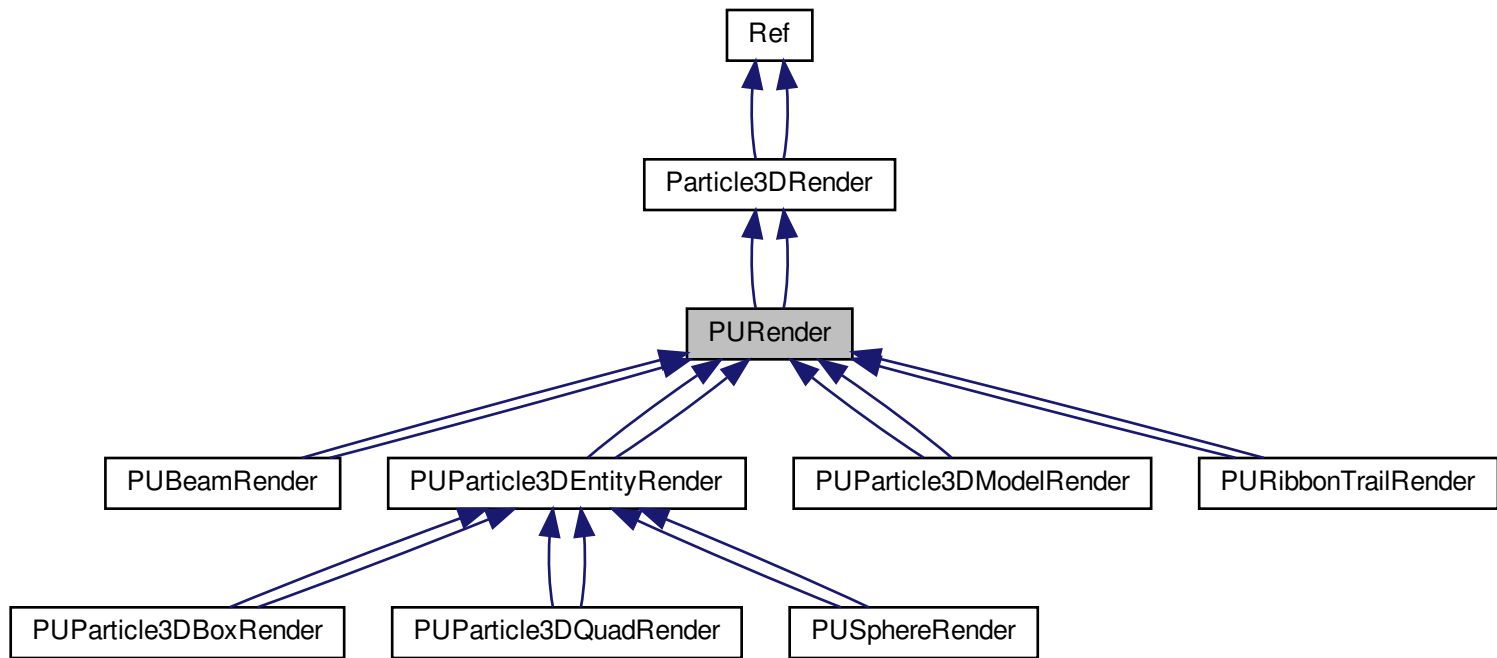 Ref
Particle3DRender
PURender
PUBeamRender
PUParticle3DEntityRender
PUParticle3DModelRender
PURibbonTrailRender
PUParticle3DBoxRender
PUParticle3DQuadRender
PUSphereRender